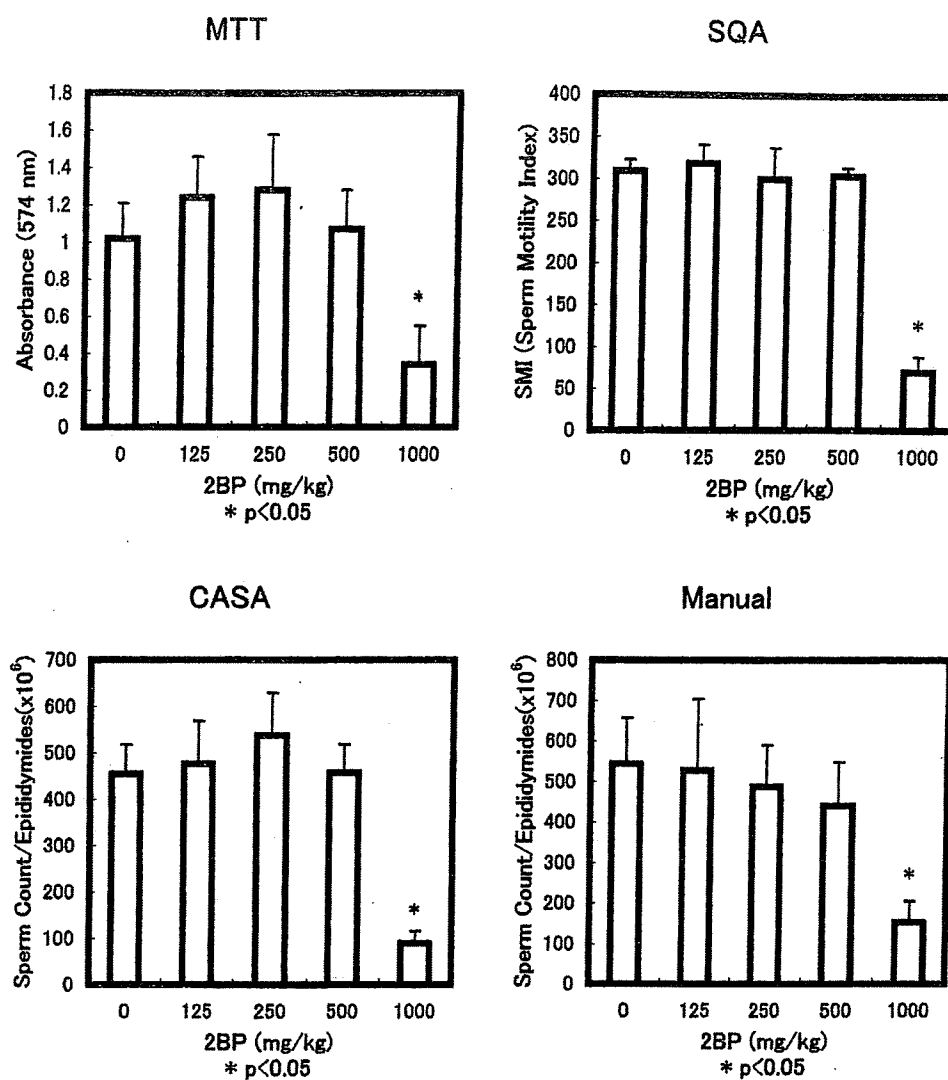 MTT
Absorbance (574 nm)
1.8
1.6
1.4
1.2
1
0.8
0.6
0.4
0.2
0
*
0 125 250 500 1000
2BP (mg/kg)
* p<0.05
SQA
SMI (Sperm Motility Index)
400
350
300
250
200
150
100
50
0
*
0 125 250 500 1000
2BP (mg/kg)
* p<0.05
CASA
Sperm Count/Epididymides(x10⁶)
700
600
500
400
300
200
100
0
*
0 125 250 500 1000
2BP (mg/kg)
* p<0.05
Manual
Sperm Count/Epididymides(x10⁶)
800
700
600
500
400
300
200
100
0
*
0 125 250 500 1000
2BP (mg/kg)
* p<0.05